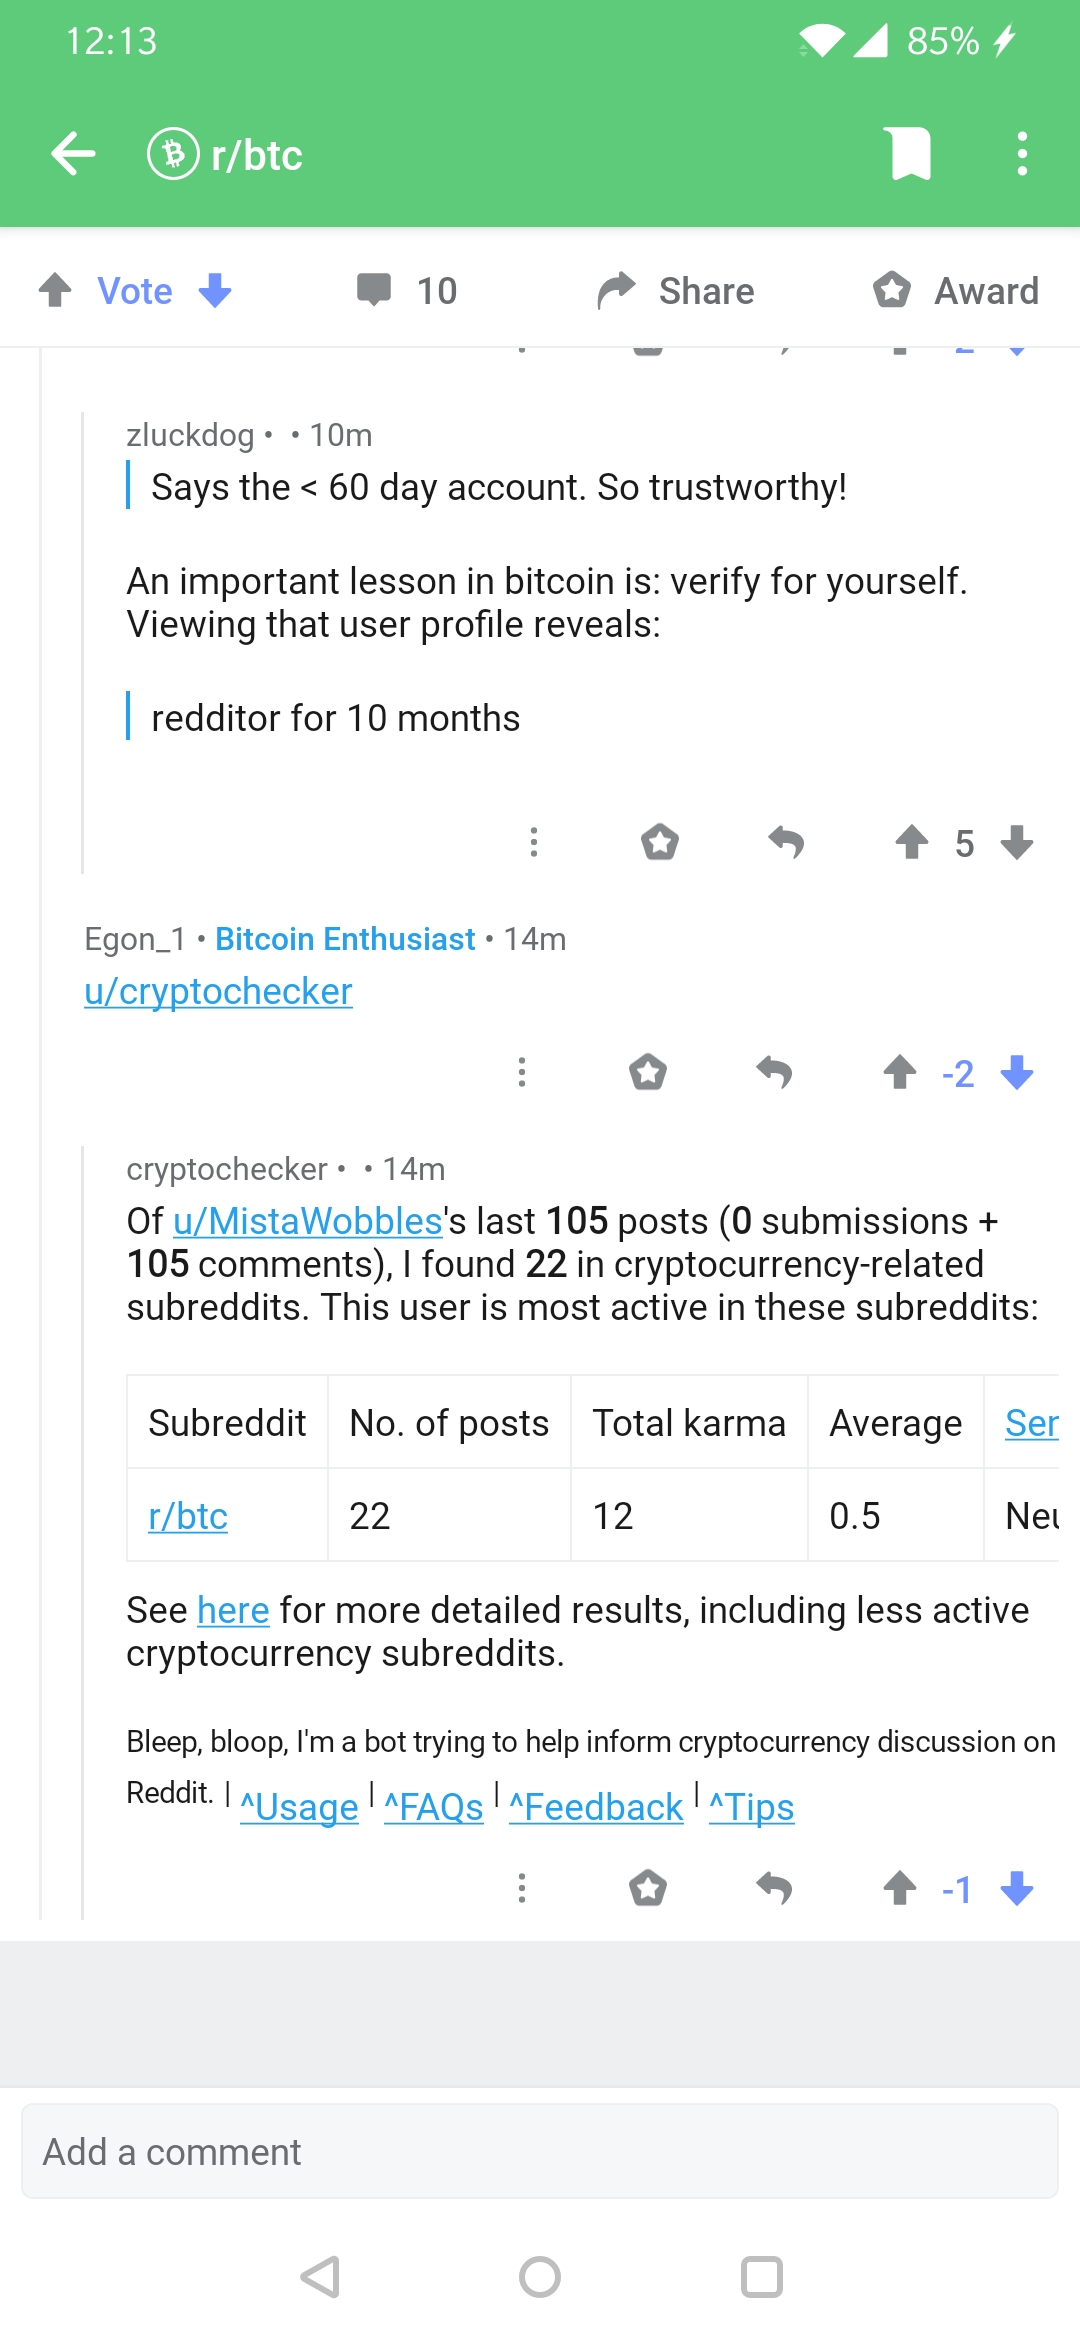 12:13 85%
r/btc
Vote 10 Share Award
zluckdog • • 10m
Says the < 60 day account. So trustworthy!
An important lesson in bitcoin is: verify for yourself.
Viewing that user profile reveals:
redditor for 10 months
5
Egon_1 • Bitcoin Enthusiast • 14m
u/cryptochecker
-2
cryptochecker • • 14m
Of u/MistaWobbles's last 105 posts (0 submissions +
105 comments), I found 22 in cryptocurrency-related
subreddits. This user is most active in these subreddits:
Subreddit No. of posts Total karma Average
r/btc 22 12 0.5
See here for more detailed results, including less active
cryptocurrency subreddits.
Bleep, bloop, I'm a bot trying to help inform cryptocurrency discussion on
Reddit. | ^Usage | ^FAQs | ^Feedback | ^Tips
-1
Add a comment